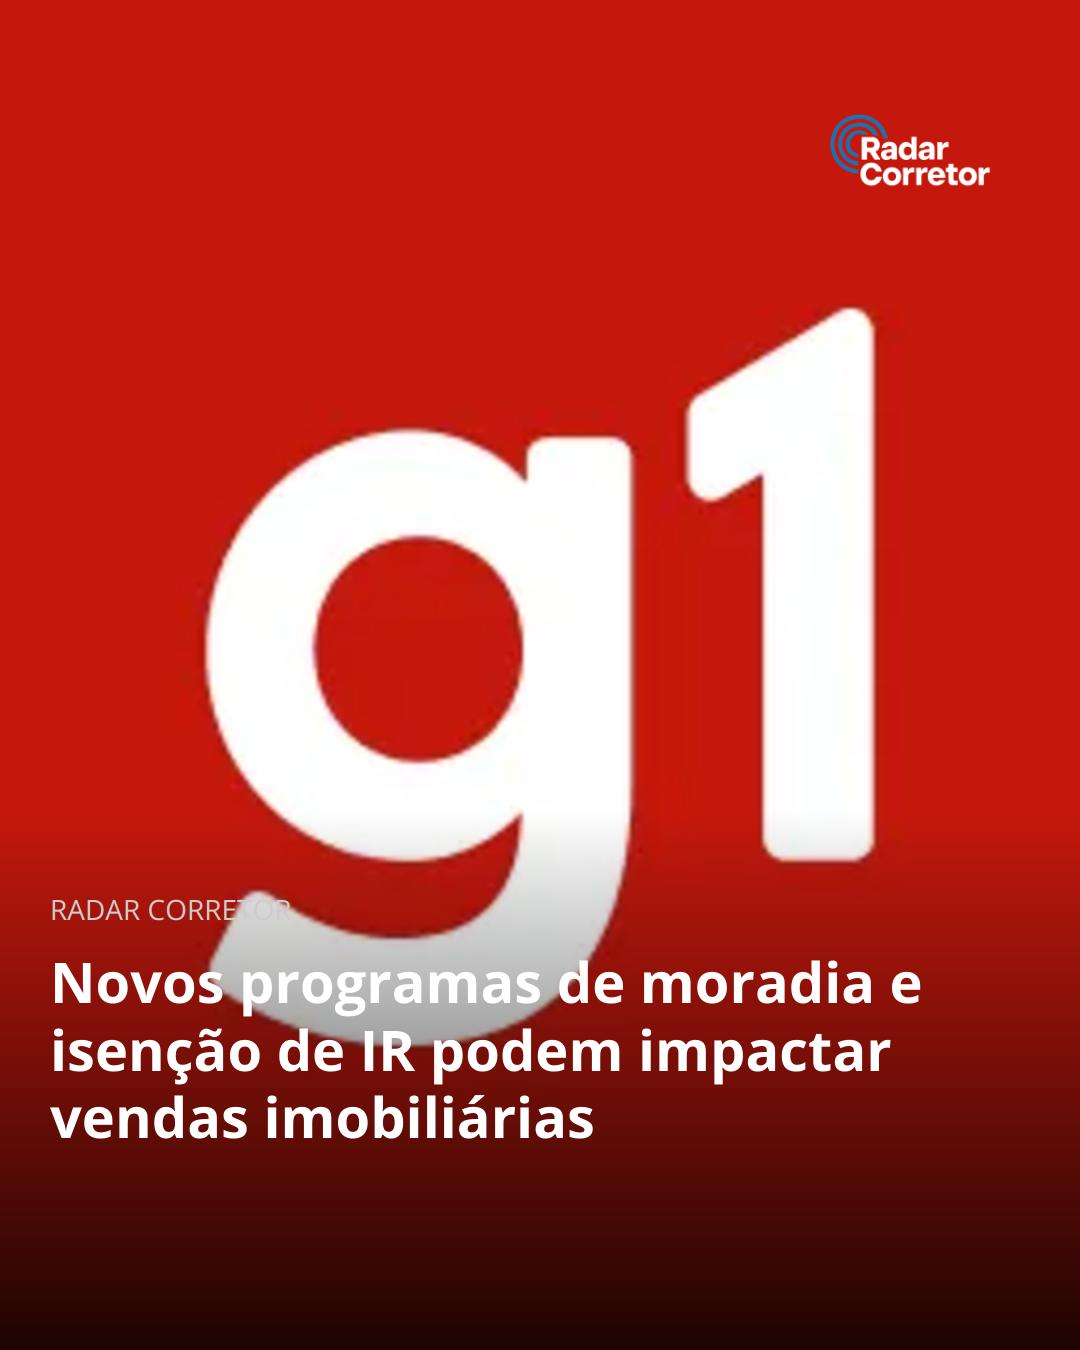 Radar
Corretor
g1
RADAR CORRETOR
Novos programas de moradia e
isenção de IR podem impactar
vendas imobiliárias